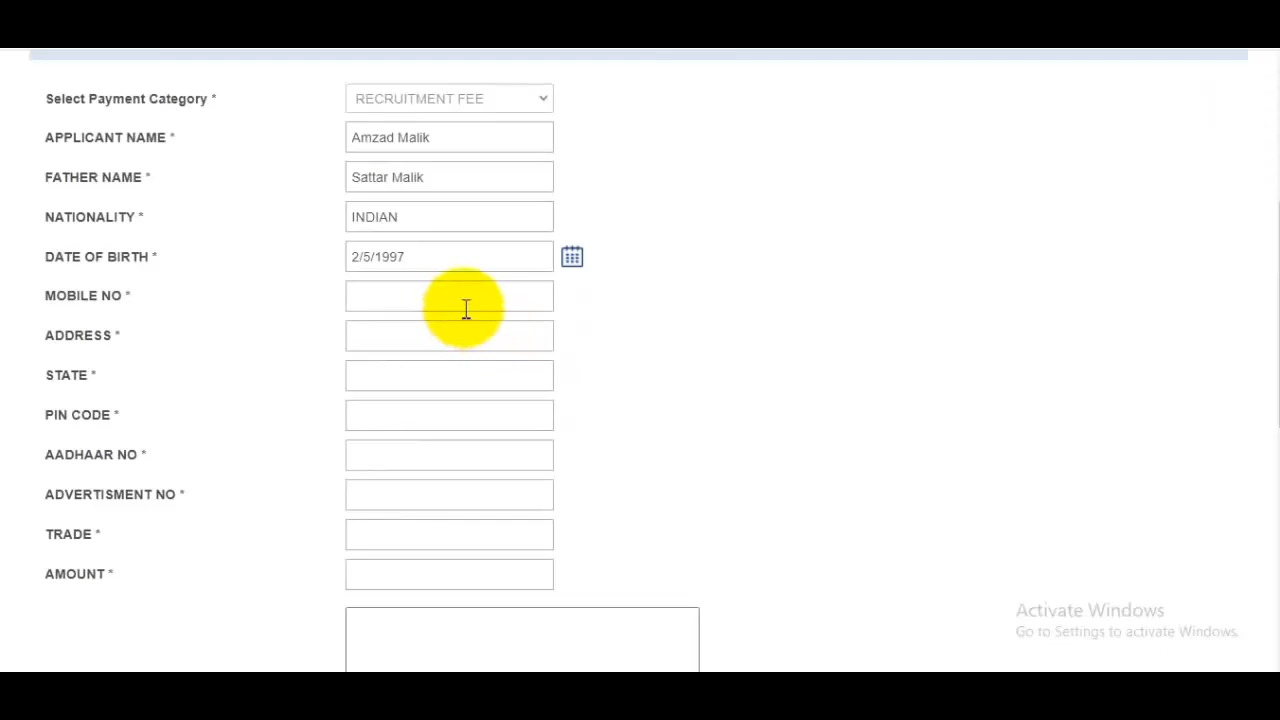 Select Payment Category *
RECRUITMENT FEE
APPLICANT NAME *
Amzad Malik
FATHER NAME *
Sattar Malik
NATIONALITY *
INDIAN
DATE OF BIRTH *
2/5/1997
MOBILE NO *
ADDRESS *
STATE *
PIN CODE *
AADHAAR NO *
ADVERTISMENT NO *
TRADE *
AMOUNT *
Activate Windows
Go to Settings to activate Windows.